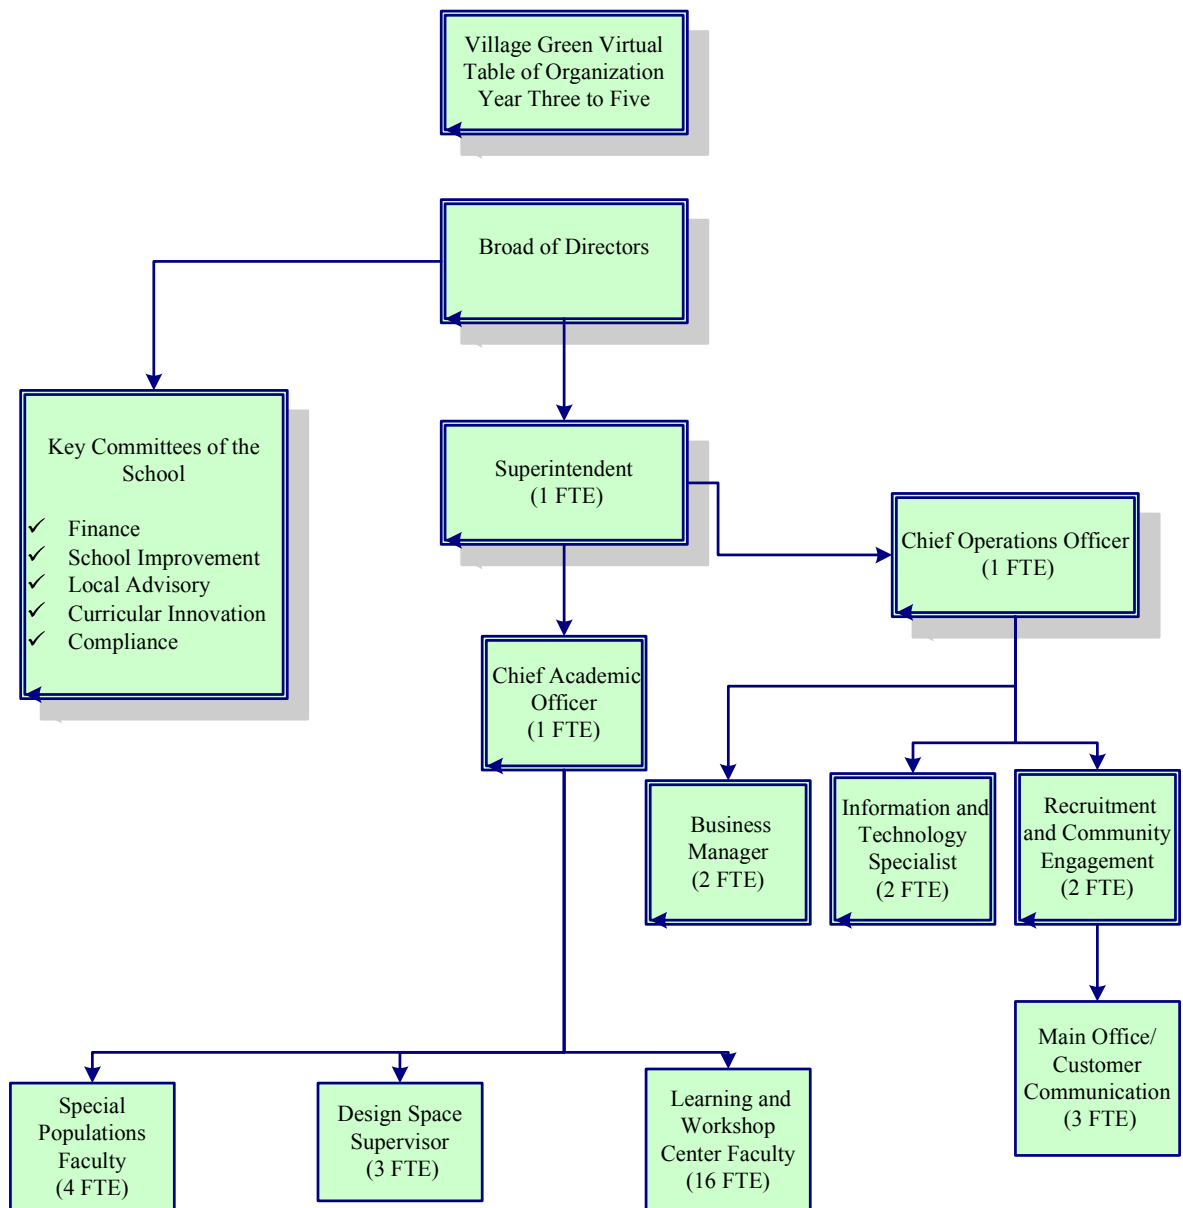 Village Green Virtual
Table of Organization
Year Three to Five
Broad of Directors
Key Committees of the
School
✓ Finance
✓ School Improvement
✓ Local Advisory
✓ Curricular Innovation
✓ Compliance
Superintendent
(1 FTE)
Chief Operations Officer
(1 FTE)
Chief Academic
Officer
(1 FTE)
Business
Manager
(2 FTE)
Information and
Technology
Specialist
(2 FTE)
Recruitment
and Community
Engagement
(2 FTE)
Main Office/
Customer
Communication
(3 FTE)
Special
Populations
Faculty
(4 FTE)
Design Space
Supervisor
(3 FTE)
Learning and
Workshop
Center Faculty
(16 FTE)